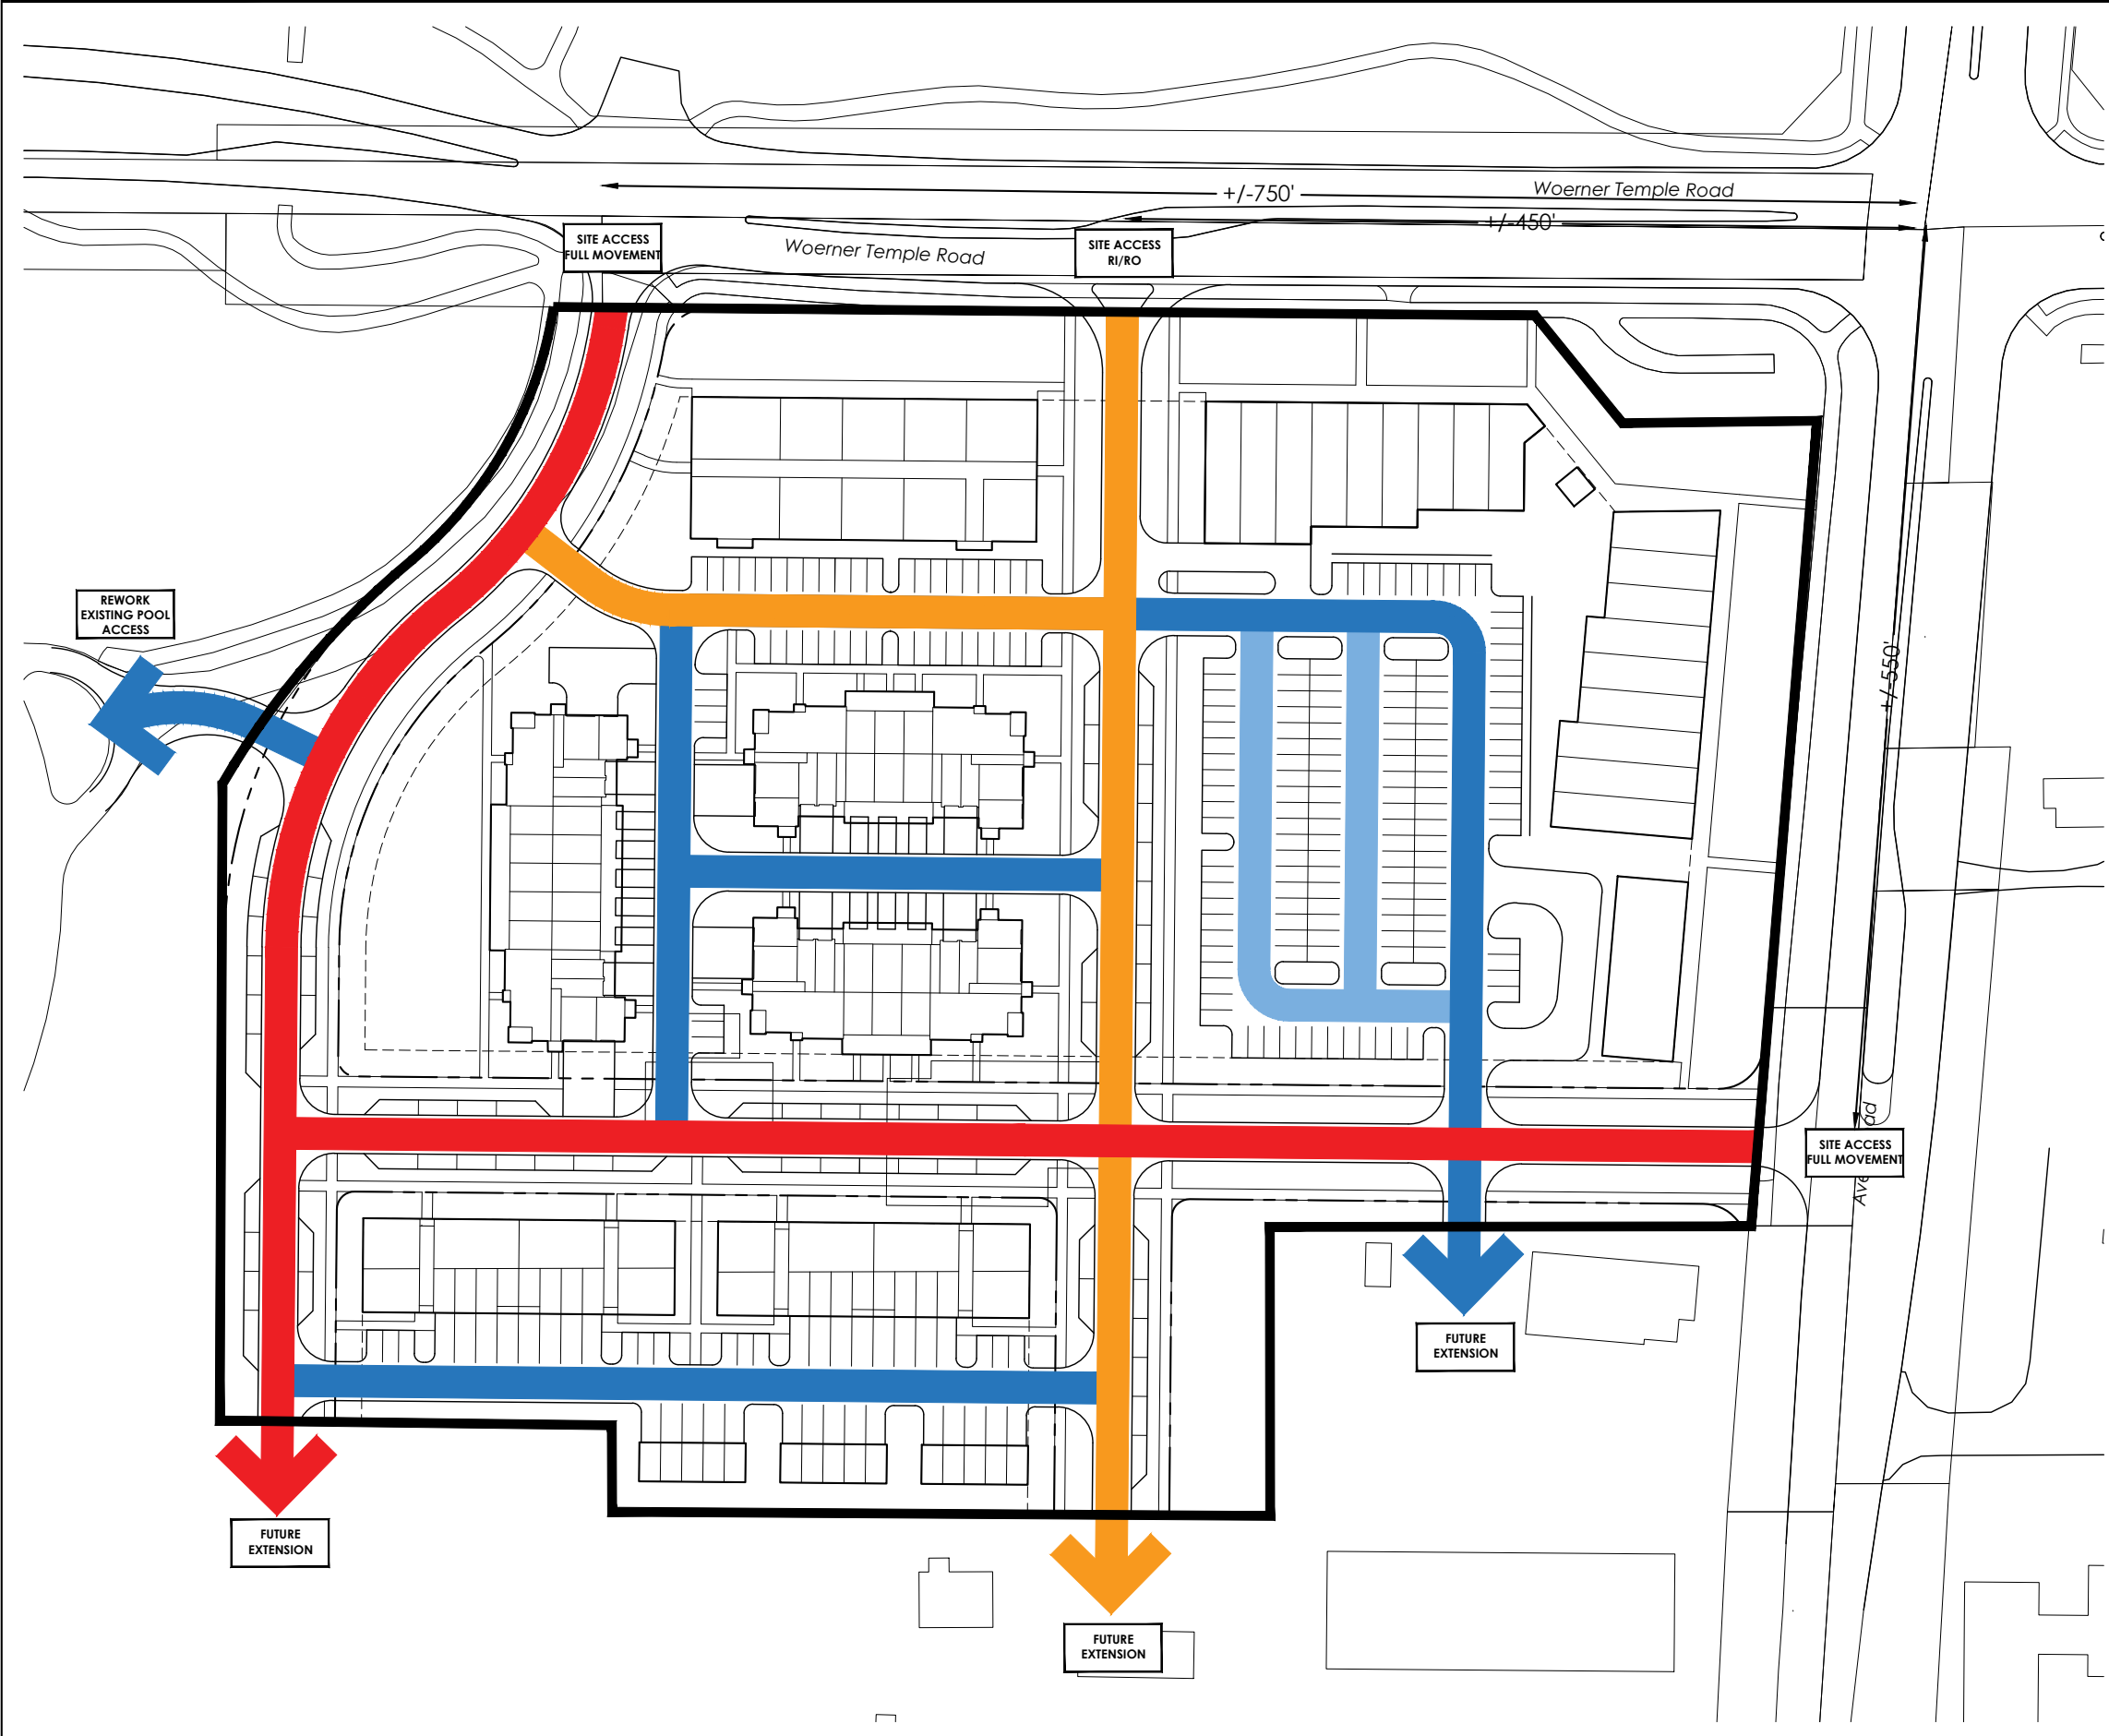 +/-750'
Woerner Temple Road
+/-450'
SITE ACCESS
FULL MOVEMENT
Woerner Temple Road
SITE ACCESS
RI/RO
REWORK
EXISTING POOL
ACCESS
+/-550'
SITE ACCESS
FULL MOVEMENT
FUTURE
EXTENSION
FUTURE
EXTENSION
FUTURE
EXTENSION